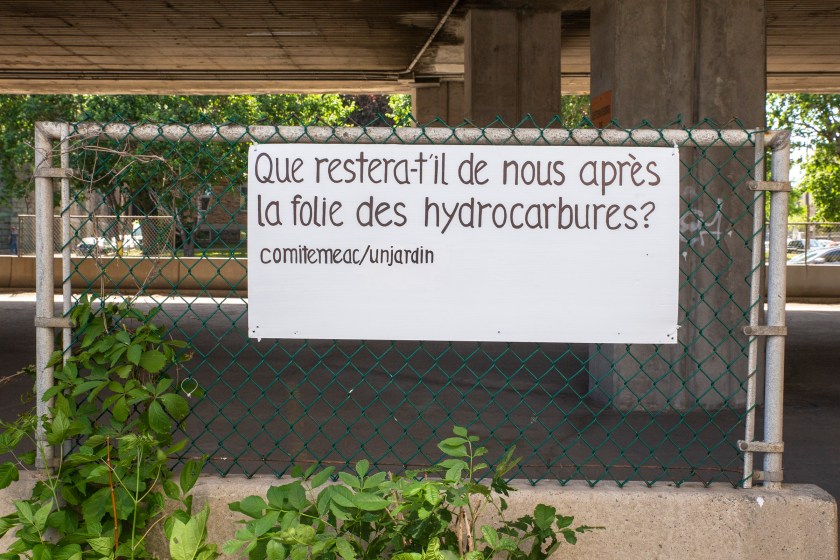 Que restera-t'il de nous après
la folie des hydrocarbures?
comitemeac/unjardin